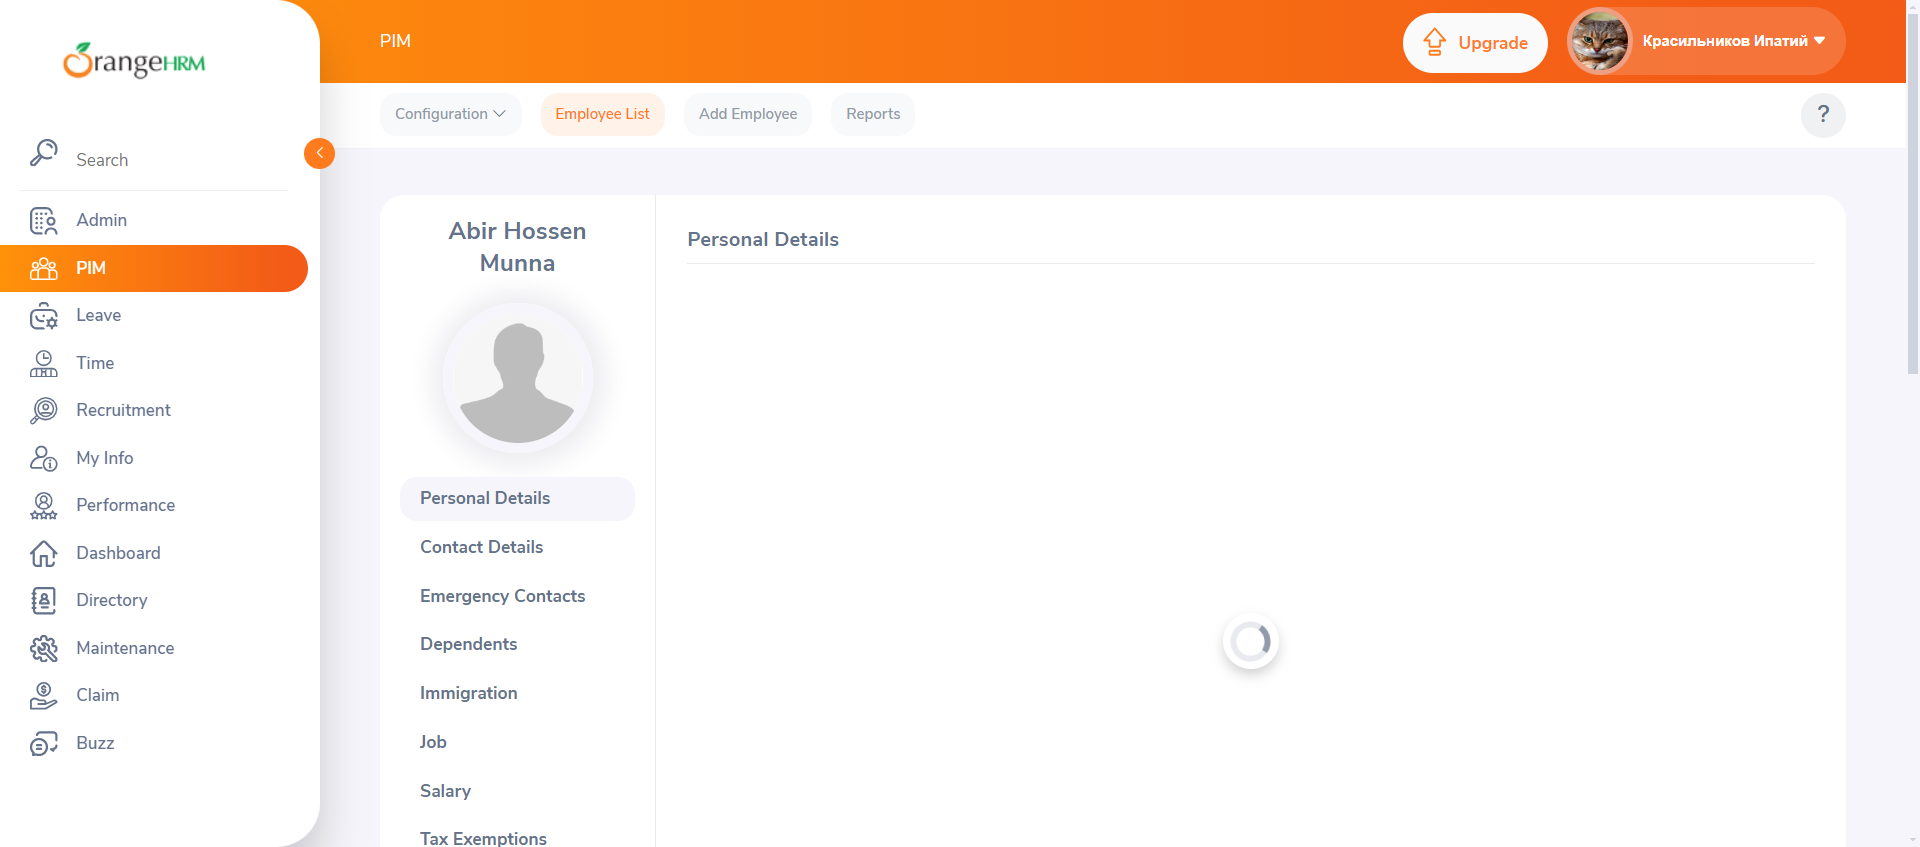 OrangeHRM
Search
Admin
PIM
Leave
Time
Recruitment
My Info
Performance
Dashboard
Directory
Maintenance
Claim
Buzz
PIM
Upgrade
Красильников Ипатий
Configuration
Employee List
Add Employee
Reports
?
Abir Hossen
Munna
Personal Details
Contact Details
Emergency Contacts
Dependents
Immigration
Job
Salary
Tax Exemptions
Personal Details